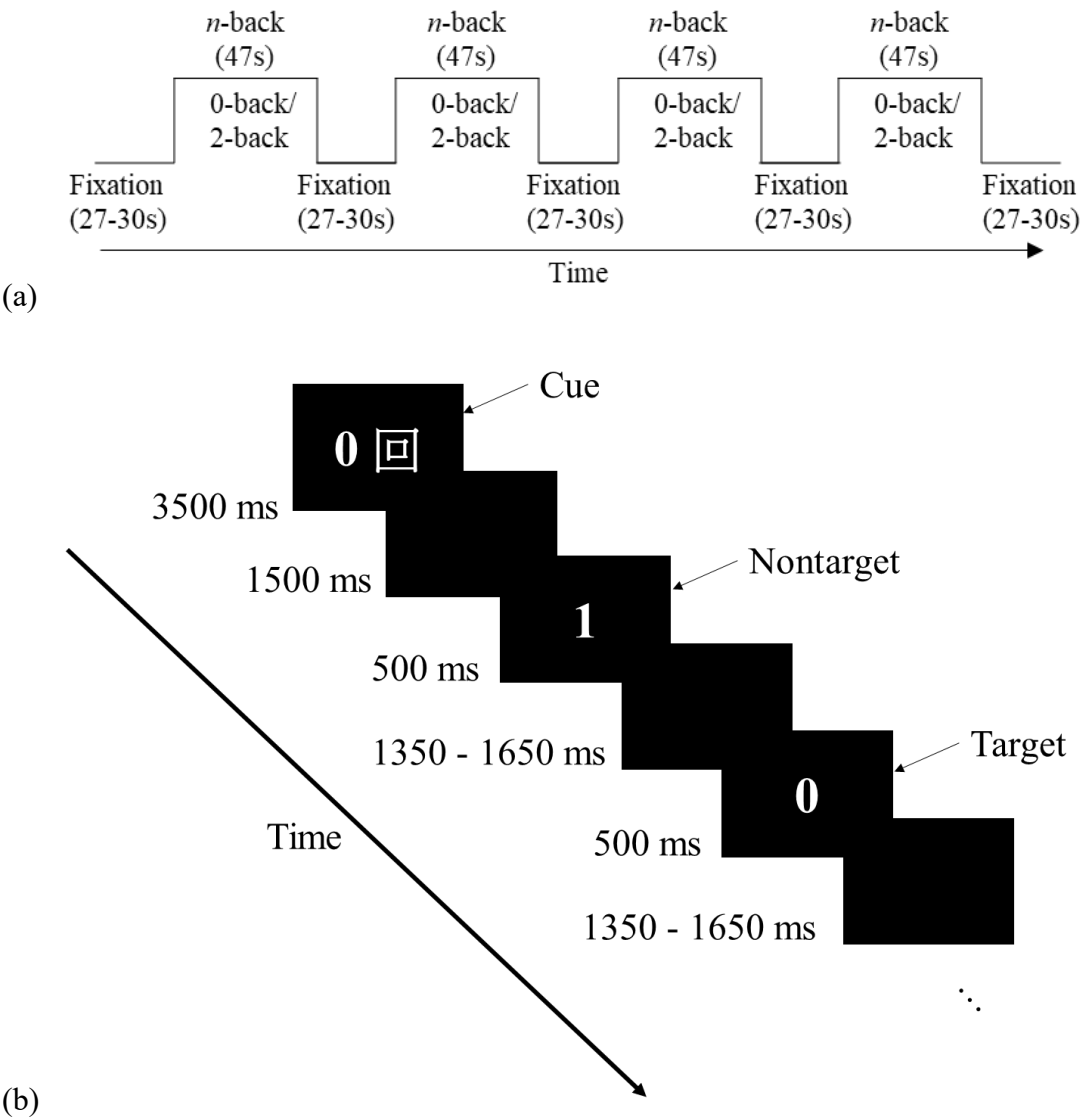 n-back n-back n-back n-back
(47s) (47s) (47s) (47s)
0-back/ 0-back/ 0-back/ 0-back/
2-back 2-back 2-back 2-back
Fixation Fixation Fixation Fixation Fixation
(27-30s) (27-30s) (27-30s) (27-30s) (27-30s)
Time
(a)
Cue
0 回
3500 ms
Nontarget
1500 ms
1
500 ms
Target
1350 - 1650 ms
0
Time
500 ms
1350 - 1650 ms
(b)